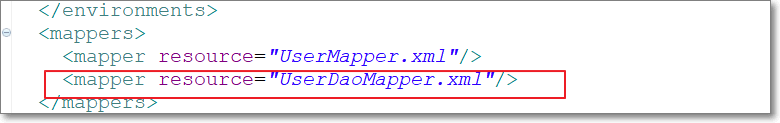 </environments>
<mappers>
<mapper resource="UserMapper.xml"/>
<mapper resource="UserDaoMapper.xml"/>
</mappers>